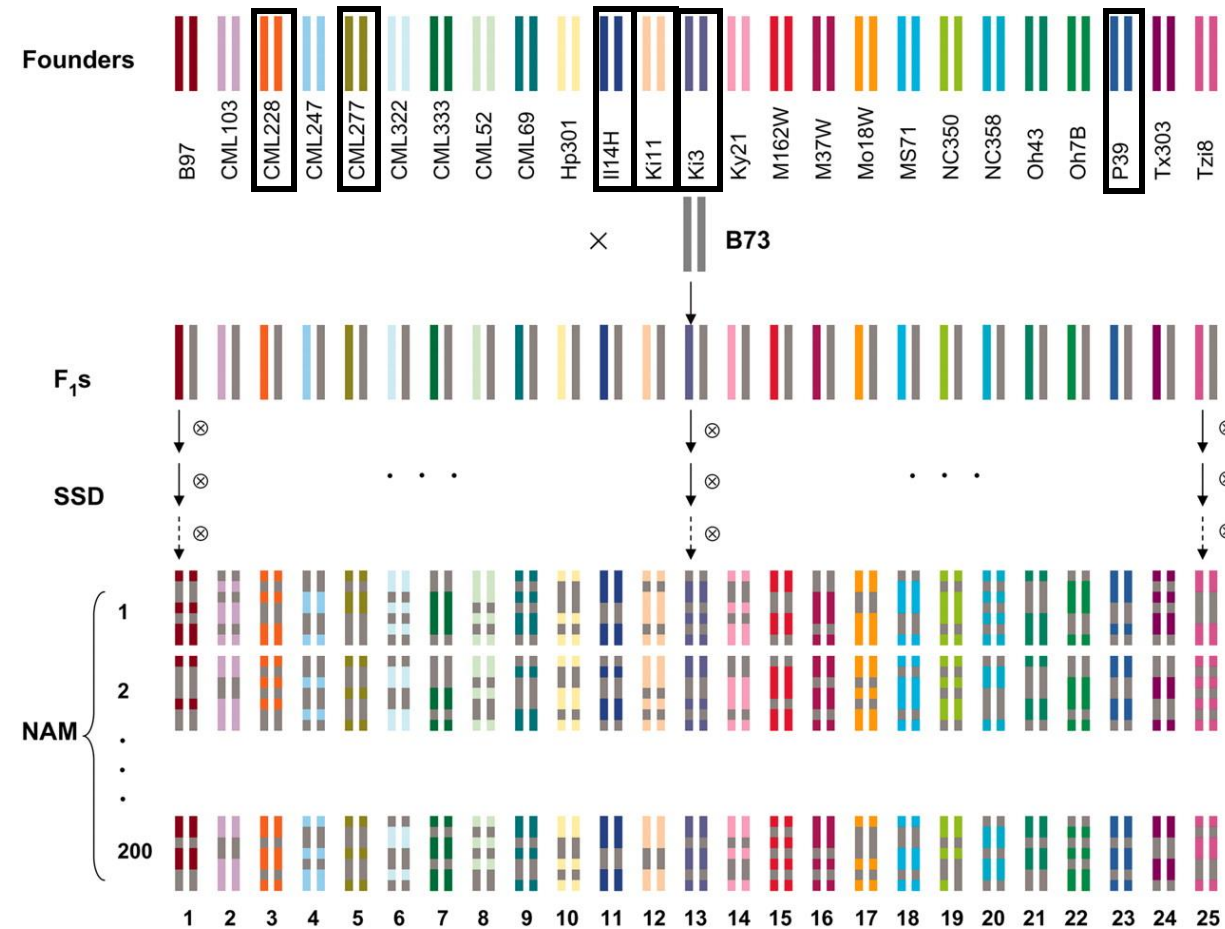 Founders
B97 CML103 CML228 CML247 CML277 CML322 CML333 CML52 CML69 Hp301 Il14H Ki11 Ki3 Ky21 M162W M37W Mo18W MS71 NC350 NC358 Oh43 Oh7B P39 Tx303 Tzi8
× B73
F1s
SSD
NAM
1
2
200
1 2 3 4 5 6 7 8 9 10 11 12 13 14 15 16 17 18 19 20 21 22 23 24 25